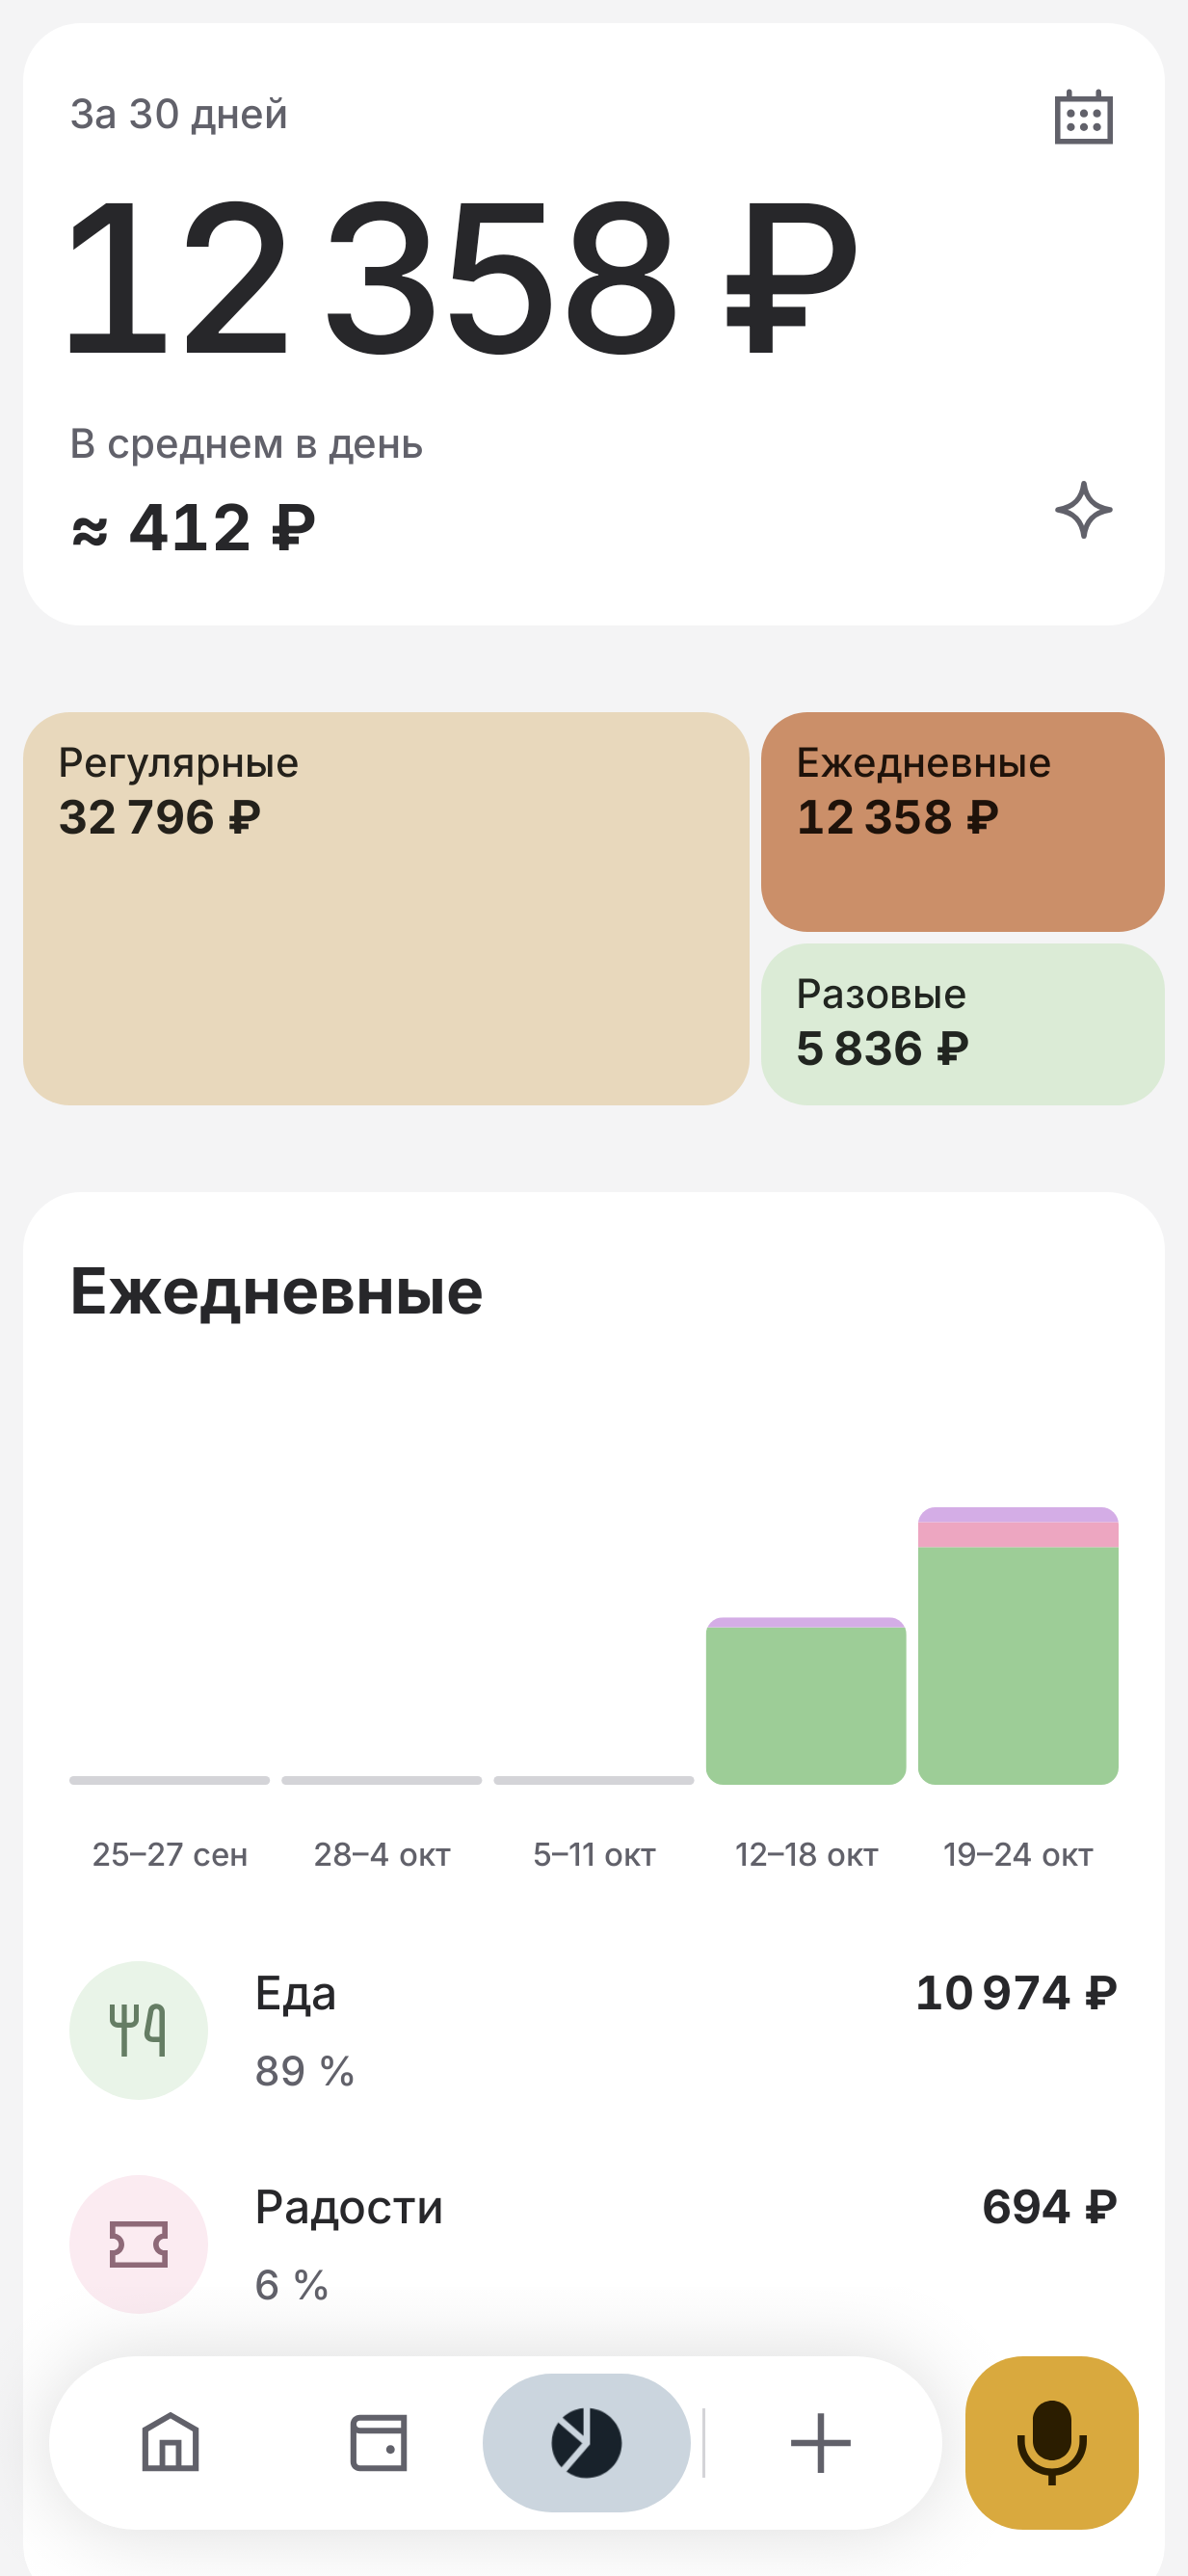 За 30 дней
12 358 ₽
В среднем в день
≈ 412 ₽
Регулярные
32 796 ₽
Ежедневные
12 358 ₽
Разовые
5 836 ₽
Ежедневные
25–27 сен
28–4 окт
5–11 окт
12–18 окт
19–24 окт
Еда
10 974 ₽
89 %
Радости
694 ₽
6 %